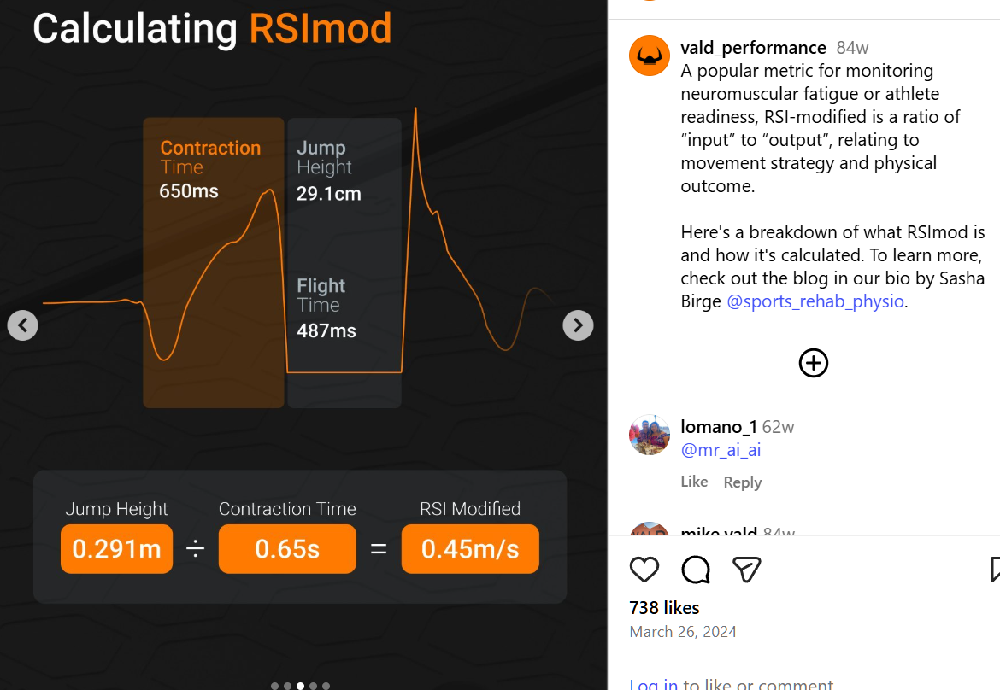 Calculating RSImod
Contraction
Time
650ms
Jump
Height
29.1cm
Flight
Time
487ms
Jump Height
Contraction Time
RSI Modified
0.291m ÷ 0.65s = 0.45m/s
vald_performance 84w
A popular metric for monitoring
neuromuscular fatigue or athlete
readiness, RSI-modified is a ratio of
“input” to “output”, relating to
movement strategy and physical
outcome.
Here's a breakdown of what RSImod is
and how it's calculated. To learn more,
check out the blog in our bio by Sasha
Birge @sports_rehab_physio.
lomano_1 62w
@mr_ai_ai
Like Reply
mike.vald 84w
738 likes
March 26, 2024
Log in to like or comment.